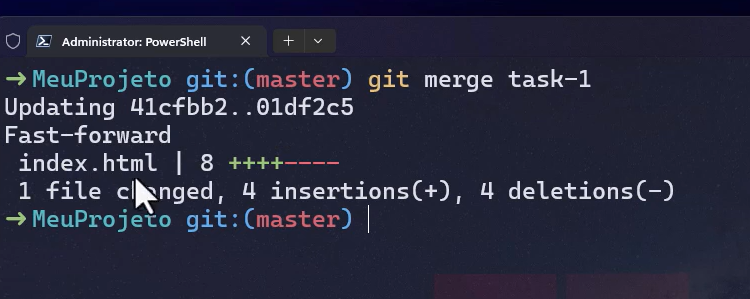 Administrator: PowerShell
➜ MeuProjeto git:(master) git merge task-1
Updating 41cfbb2..01df2c5
Fast-forward
index.html | 8 ++++----
1 file changed, 4 insertions(+), 4 deletions(-)
➜ MeuProjeto git:(master)